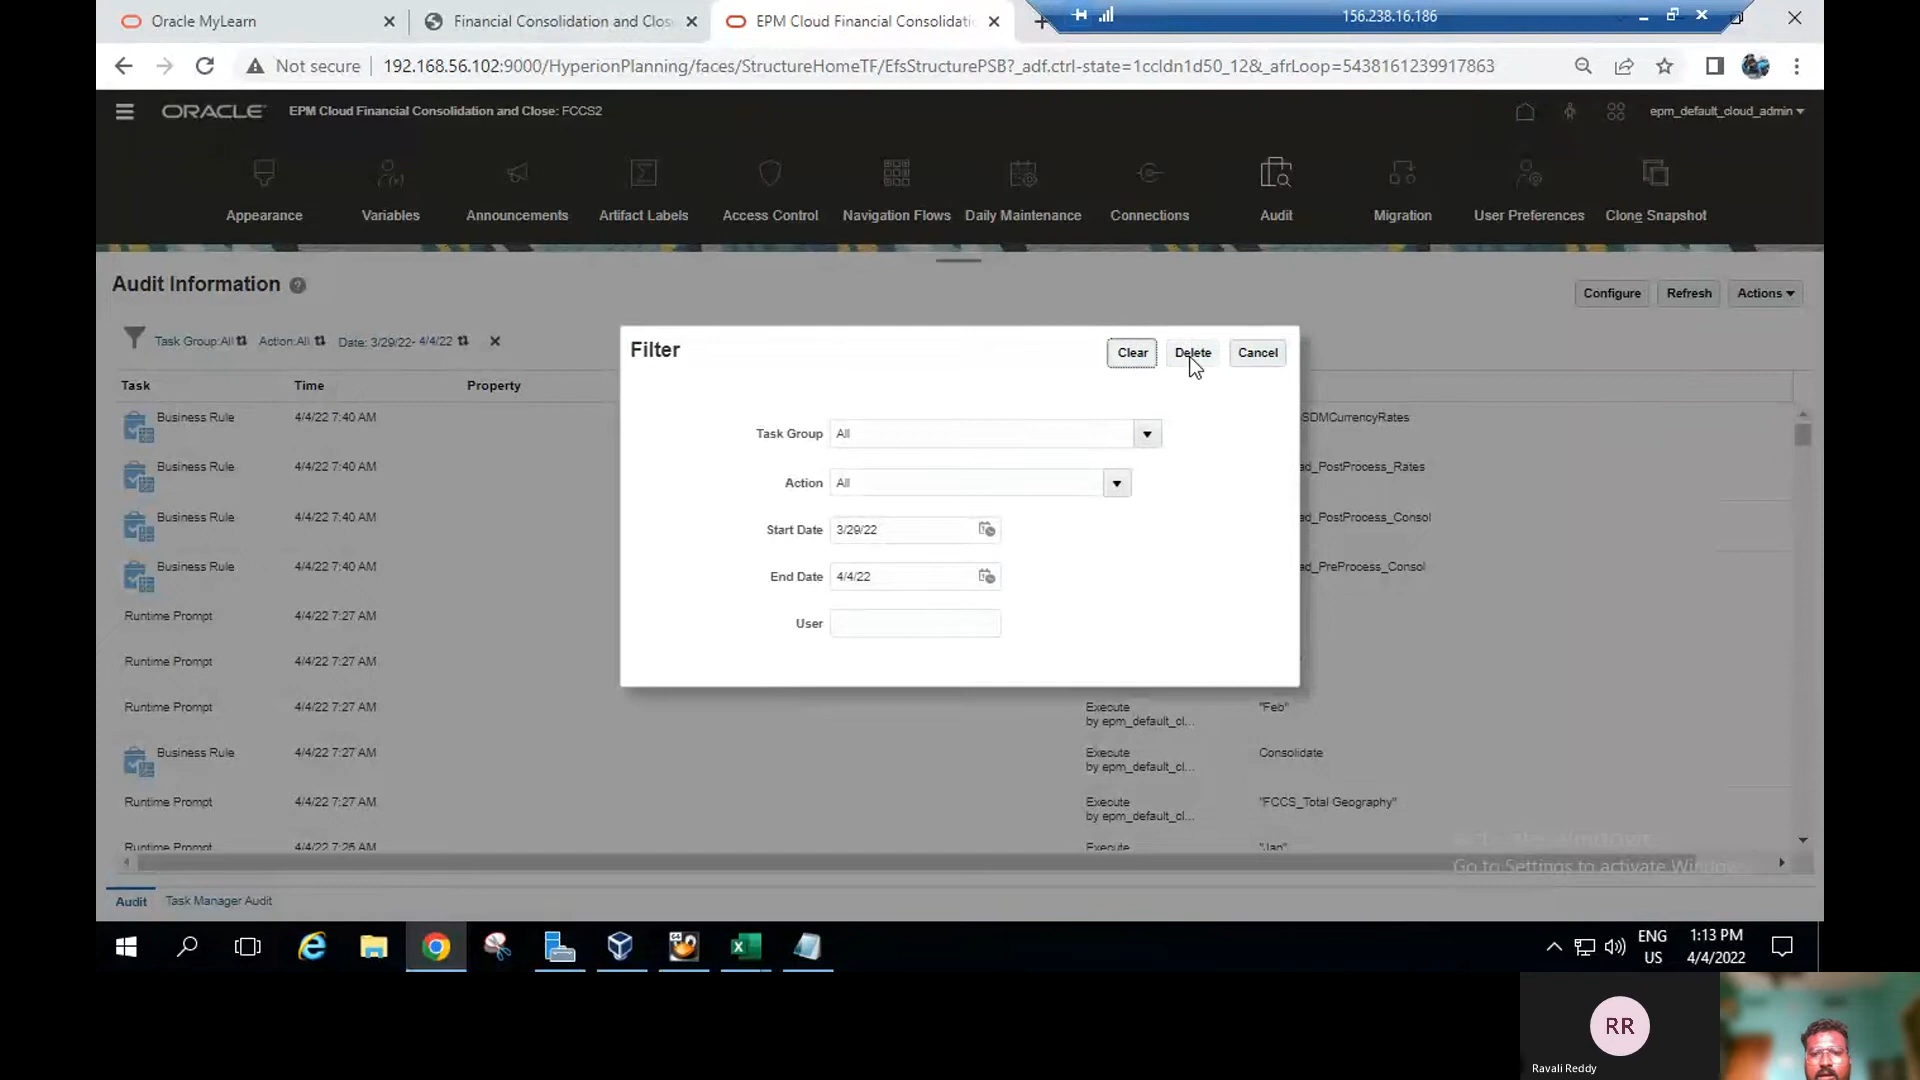 Oracle MyLearn
Financial Consolidation and Clos
EPM Cloud Financial Consolidati
156.238.16.186
Not secure
192.168.56.102:9000/HyperionPlanning/faces/StructureHomeTF/EfsStructurePSB?_adf.ctrl-state=1ccldn1d50_12&_afrLoop=5438161239917863
ORACLE
EPM Cloud Financial Consolidation and Close: FCCS2
epm_default_cloud_admin
Appearance
Variables
Announcements
Artifact Labels
Access Control
Navigation Flows
Daily Maintenance
Connections
Audit
Migration
User Preferences
Clone Snapshot
Audit Information
Configure
Refresh
Actions
Task Group:All
Action:All
Date: 3/29/22- 4/4/22
Filter
Clear
Delete
Cancel
Task
Time
Property
Business Rule 4/4/22 7:40 AM SDMCurrencyRates
Task Group All
Business Rule 4/4/22 7:40 AM ad_PostProcess_Rates
Action All
Business Rule 4/4/22 7:40 AM ad_PostProcess_Consol
Start Date 3/29/22
Business Rule 4/4/22 7:40 AM ad_PreProcess_Consol
End Date 4/4/22
Runtime Prompt 4/4/22 7:27 AM
User
Runtime Prompt 4/4/22 7:27 AM
Runtime Prompt 4/4/22 7:27 AM Execute "Feb"
by epm_default_cl...
Business Rule 4/4/22 7:27 AM Execute Consolidate
by epm_default_cl...
Runtime Prompt 4/4/22 7:27 AM Execute "FCCS_Total Geography"
by epm_default_cl...
Runtime Prompt 4/4/22 7:25 AM Execute "Jan"
Go to Settings to activate Windows
Audit
Task Manager Audit
ENG
US
1:13 PM
4/4/2022
RR
Ravali Reddy